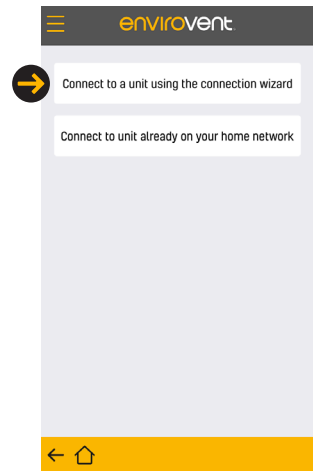 envirovent
Connect to a unit using the connection wizard
Connect to unit already on your home network